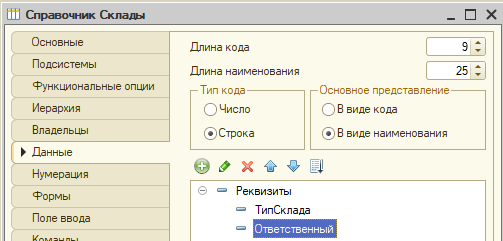 Справочник Склады
Основные
Подсистемы
Функциональные опции
Иерархия
Владельцы
Данные
Нумерация
Формы
Поле ввода
Команды
Длина кода
9
Длина наименования
25
Тип кода
Число
Строка
Основное представление
В виде кода
В виде наименования
Реквизиты
ТипСклада
Ответственный